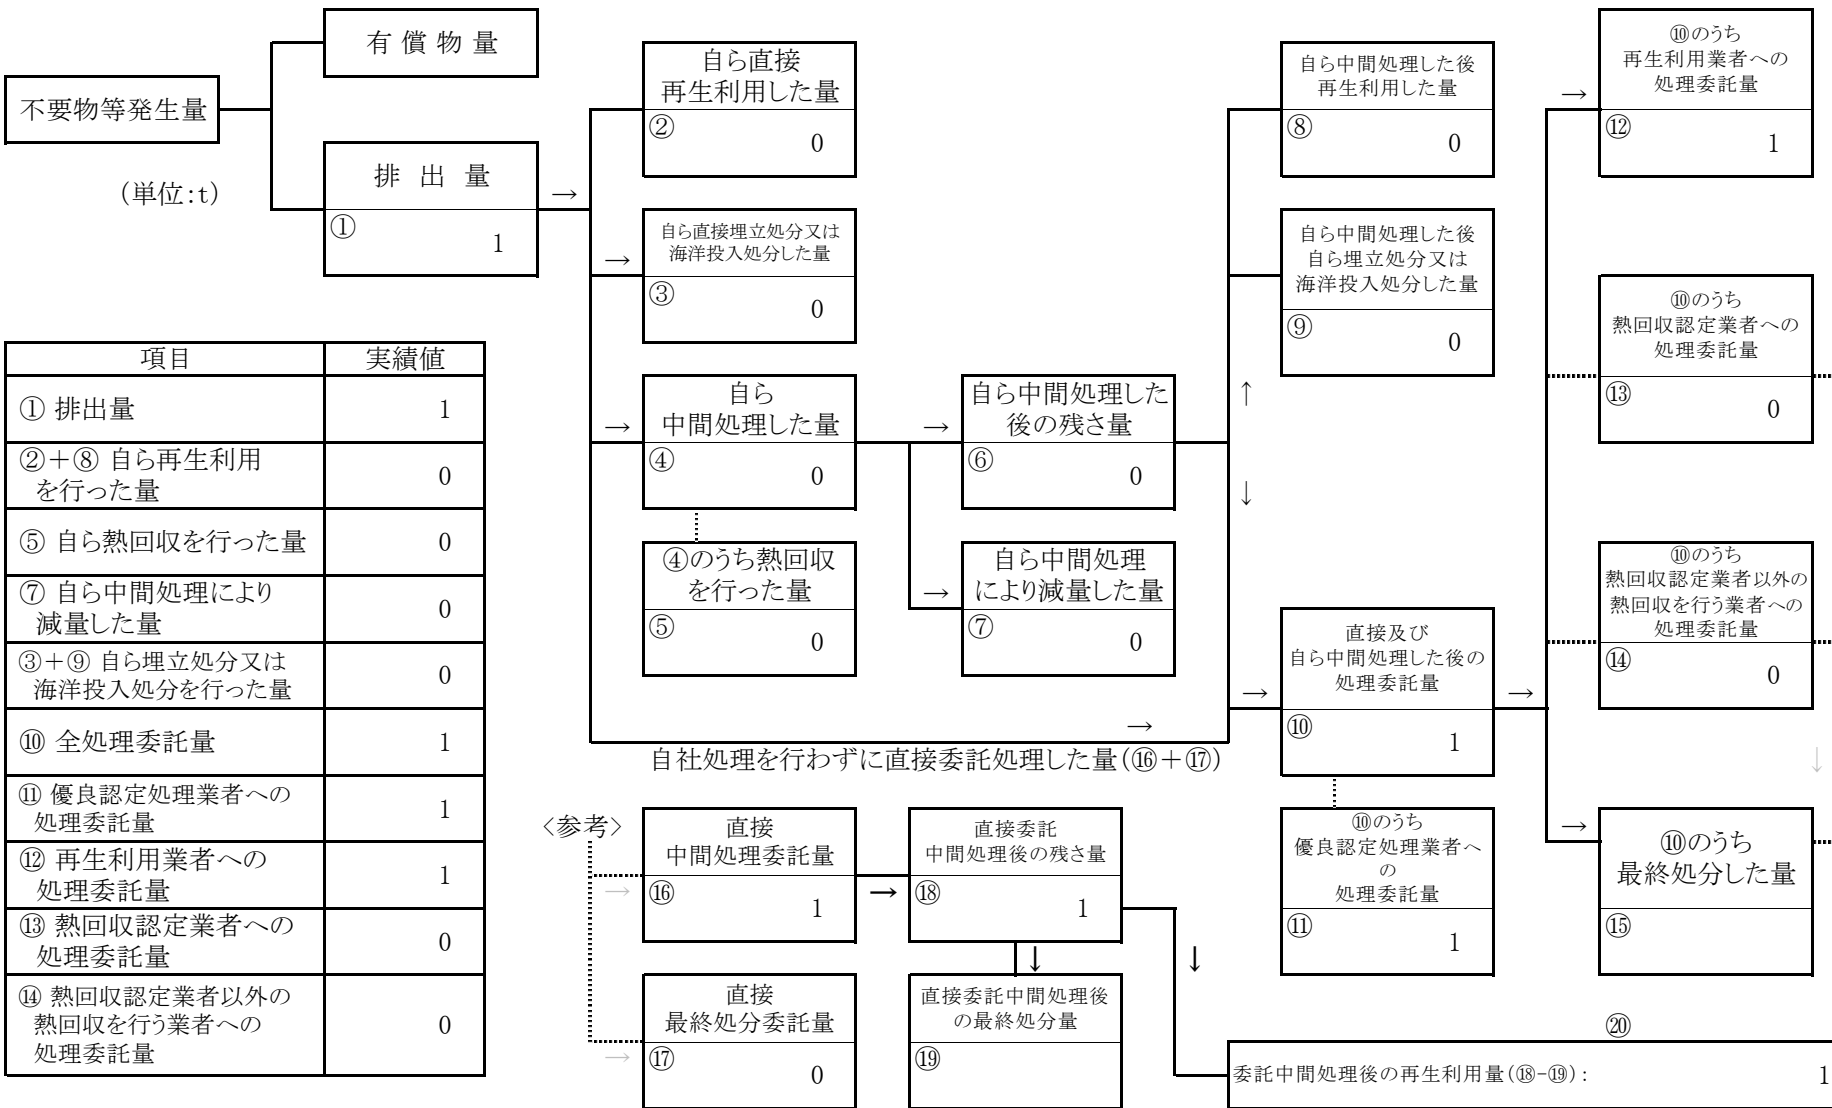 有償物量
不要物等発生量
(単位:t)
排出量
①
1
→
自ら直接
再生利用した量
②
0
→
自ら直接埋立処分又は
海洋投入処分した量
③
0
→
自ら
中間処理した量
④
0
④のうち熱回収
を行った量
⑤
0
→
自ら中間処理した
後の残さ量
⑥
0
→
自ら中間処理
により減量した量
⑦
0
自ら中間処理した後
再生利用した量
⑧
0
自ら中間処理した後
自ら埋立処分又は
海洋投入処分した量
⑨
0
↑
↓
→
自社処理を行わずに直接委託処理した量(⑯+⑰)
→
直接及び
自ら中間処理した後の
処理委託量
⑩
1
⑩のうち
優良認定処理業者へ
の
処理委託量
⑪
1
→
→
⑩のうち
再生利用業者への
処理委託量
⑫
1
⑩のうち
熱回収認定業者への
処理委託量
⑬
0
⑩のうち
熱回収認定業者以外の
熱回収を行う業者への
処理委託量
⑭
0
↓
→
⑩のうち
最終処分した量
⑮
項目 実績値
① 排出量 1
②+⑧ 自ら再生利用
を行った量 0
⑤ 自ら熱回収を行った量 0
⑦ 自ら中間処理により
減量した量 0
③+⑨ 自ら埋立処分又は
海洋投入処分を行った量 0
⑩ 全処理委託量 1
⑪ 優良認定処理業者への
処理委託量 1
⑫ 再生利用業者への
処理委託量 1
⑬ 熱回収認定業者への
処理委託量 0
⑭ 熱回収認定業者以外の
熱回収を行う業者への
処理委託量 0
<参考>
→
直接
中間処理委託量
⑯
1
→
直接委託
中間処理後の残さ量
⑱
1
↓
↓
→
直接
最終処分委託量
⑰
0
直接委託中間処理後
の最終処分量
⑲
⑳
委託中間処理後の再生利用量(⑱-⑲): 1